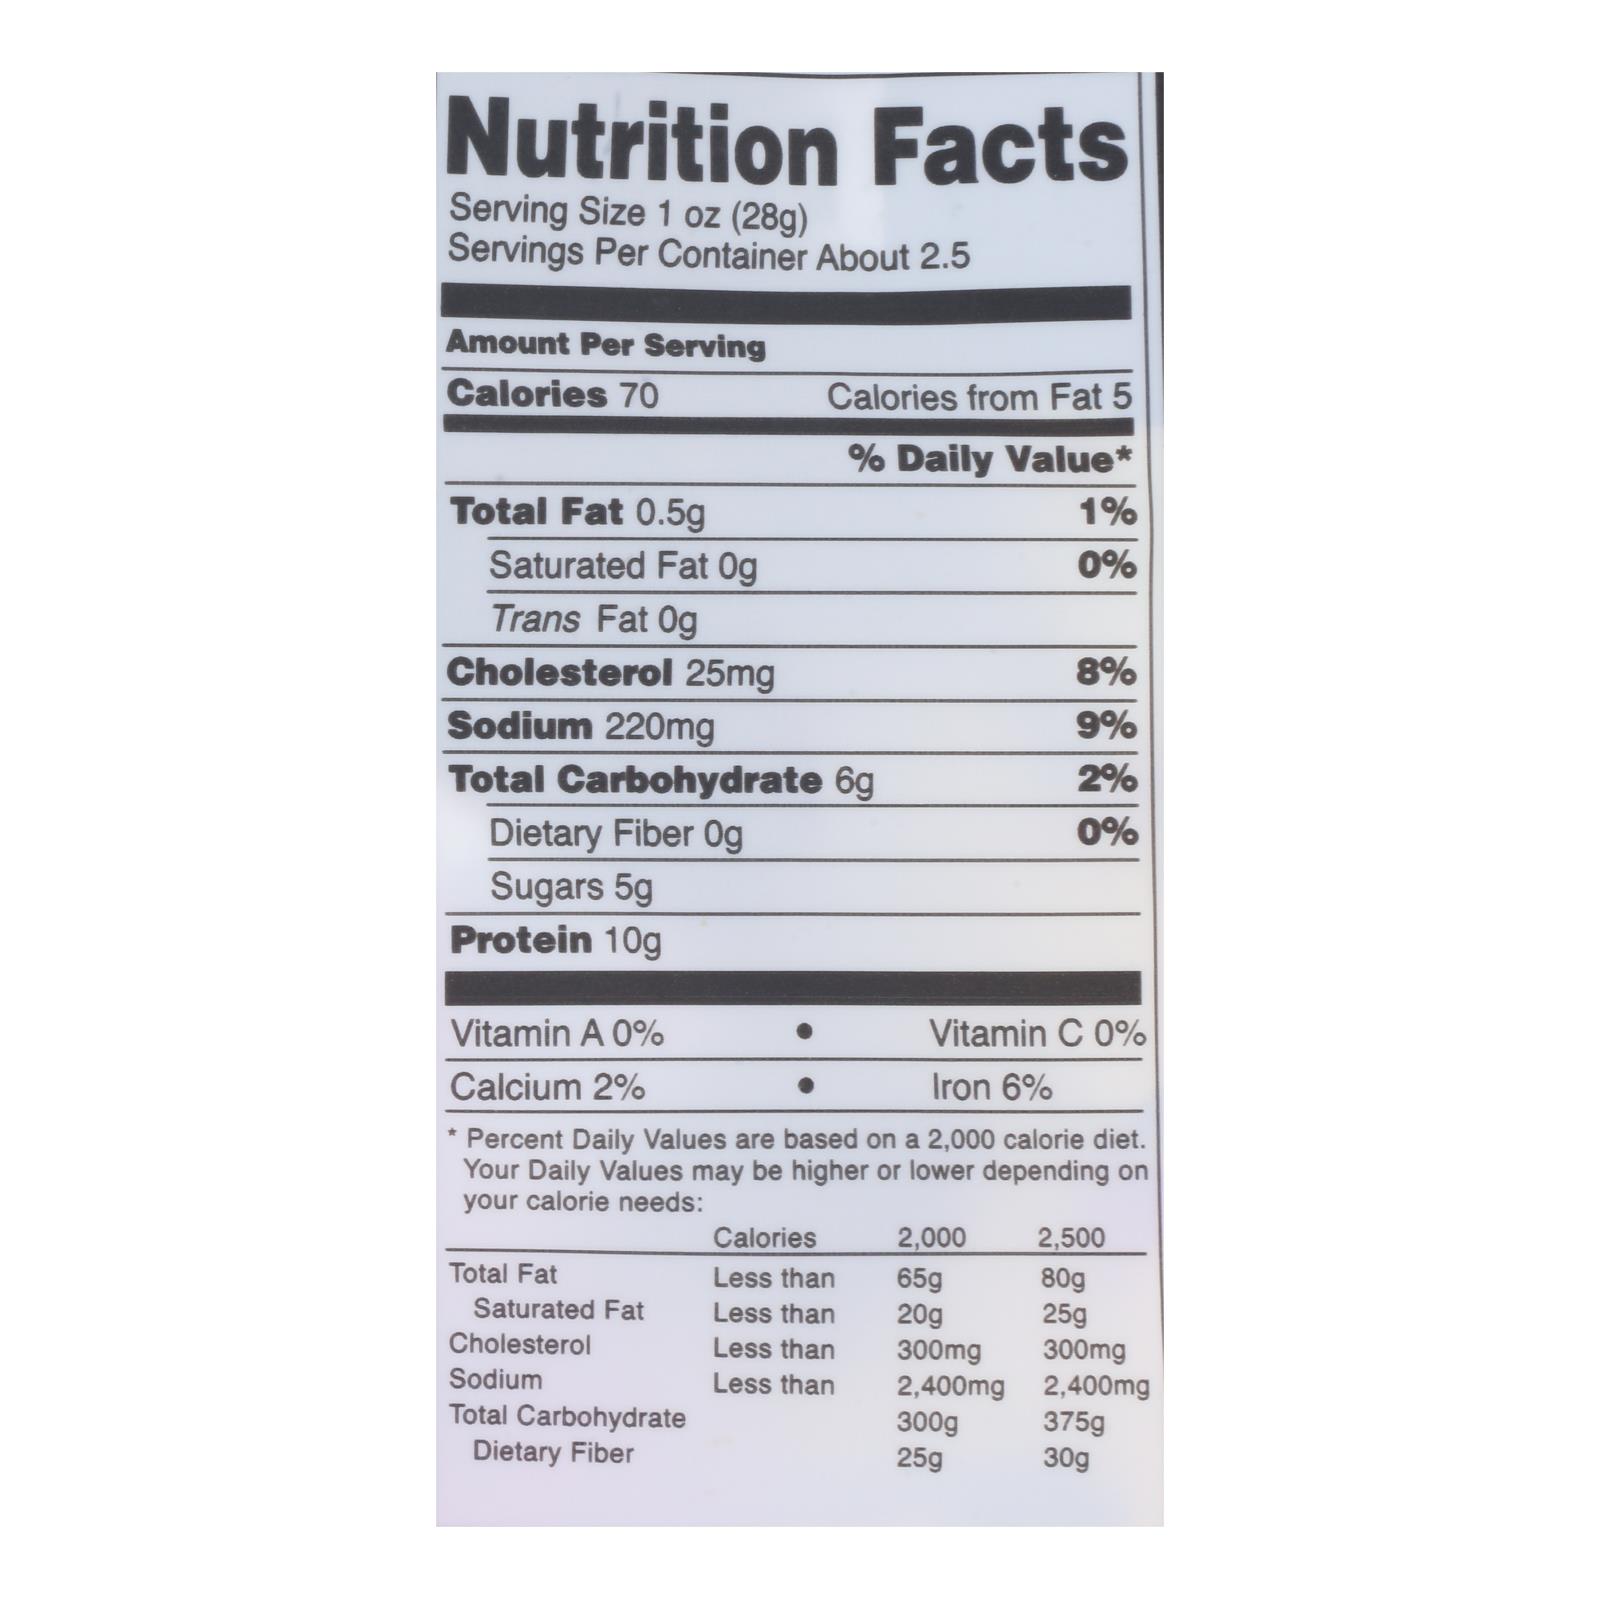 Nutrition Facts
Serving Size 1 oz (28g)
Servings Per Container About 2.5
Amount Per Serving
Calories 70 Calories from Fat 5
% Daily Value*
Total Fat 0.5g 1%
Saturated Fat 0g 0%
Trans Fat 0g
Cholesterol 25mg 8%
Sodium 220mg 9%
Total Carbohydrate 6g 2%
Dietary Fiber 0g 0%
Sugars 5g
Protein 10g
Vitamin A 0% • Vitamin C 0%
Calcium 2% • Iron 6%
* Percent Daily Values are based on a 2,000 calorie diet.
Your Daily Values may be higher or lower depending on
your calorie needs:
Calories 2,000 2,500
Total Fat Less than 65g 80g
Saturated Fat Less than 20g 25g
Cholesterol Less than 300mg 300mg
Sodium Less than 2,400mg 2,400mg
Total Carbohydrate 300g 375g
Dietary Fiber 25g 30g